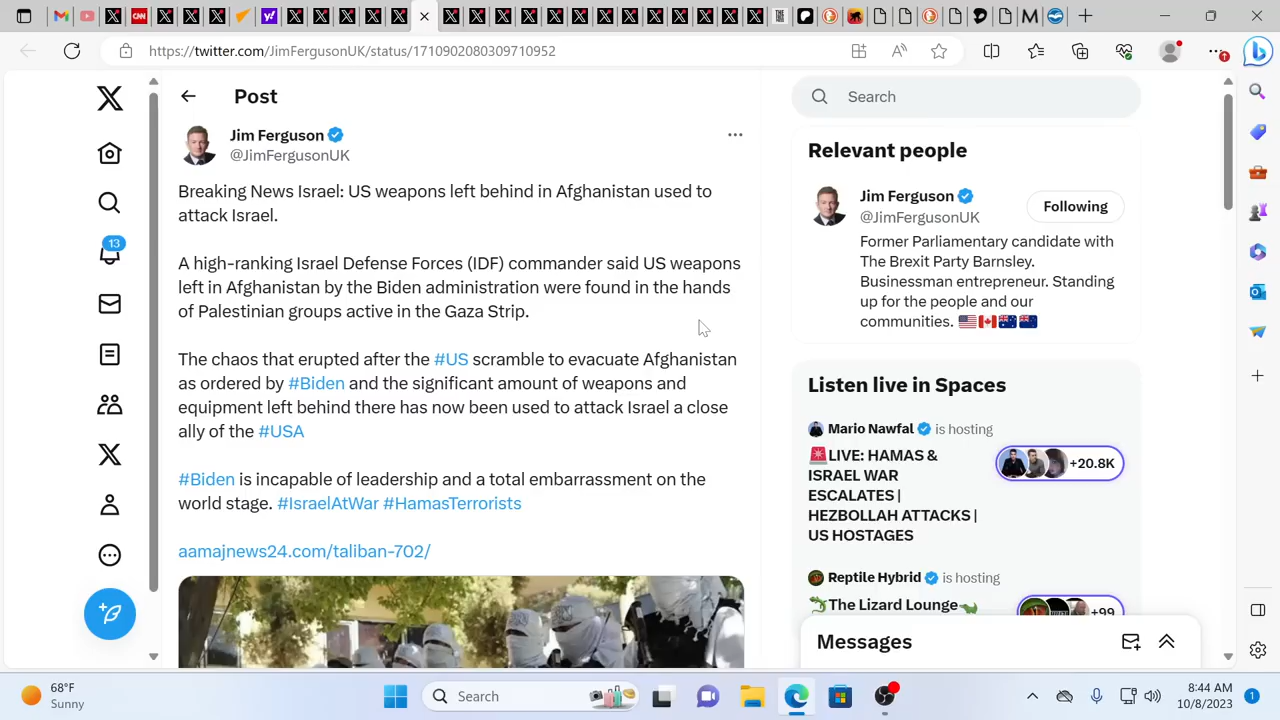 https://twitter.com/JimFergusonUK/status/1710902080309710952
Post
Jim Ferguson
@JimFergusonUK
Breaking News Israel: US weapons left behind in Afghanistan used to
attack Israel.
A high-ranking Israel Defense Forces (IDF) commander said US weapons
left in Afghanistan by the Biden administration were found in the hands
of Palestinian groups active in the Gaza Strip.
The chaos that erupted after the #US scramble to evacuate Afghanistan
as ordered by #Biden and the significant amount of weapons and
equipment left behind there has now been used to attack Israel a close
ally of the #USA
#Biden is incapable of leadership and a total embarrassment on the
world stage. #IsraelAtWar #HamasTerrorists
aamajnews24.com/taliban-702/
13
Search
Relevant people
Jim Ferguson
@JimFergusonUK
Following
Former Parliamentary candidate with
The Brexit Party Barnsley.
Businessman entrepreneur. Standing
up for the people and our
communities.
Listen live in Spaces
Mario Nawfal is hosting
LIVE: HAMAS &
ISRAEL WAR
ESCALATES |
HEZBOLLAH ATTACKS |
US HOSTAGES
+20.8K
Reptile Hybrid is hosting
The Lizard Lounge
+99
Messages
68°F
Sunny
Search
8:44 AM
10/8/2023
1